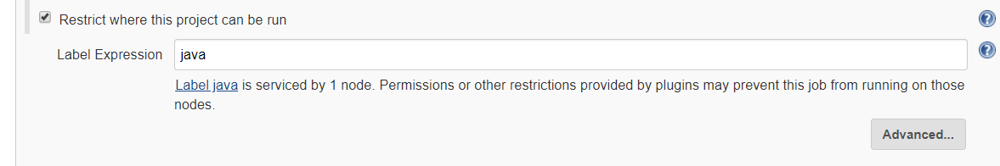 Restrict where this project can be run
Label Expression java
Label java is serviced by 1 node. Permissions or other restrictions provided by plugins may prevent this job from running on those
nodes.
Advanced...